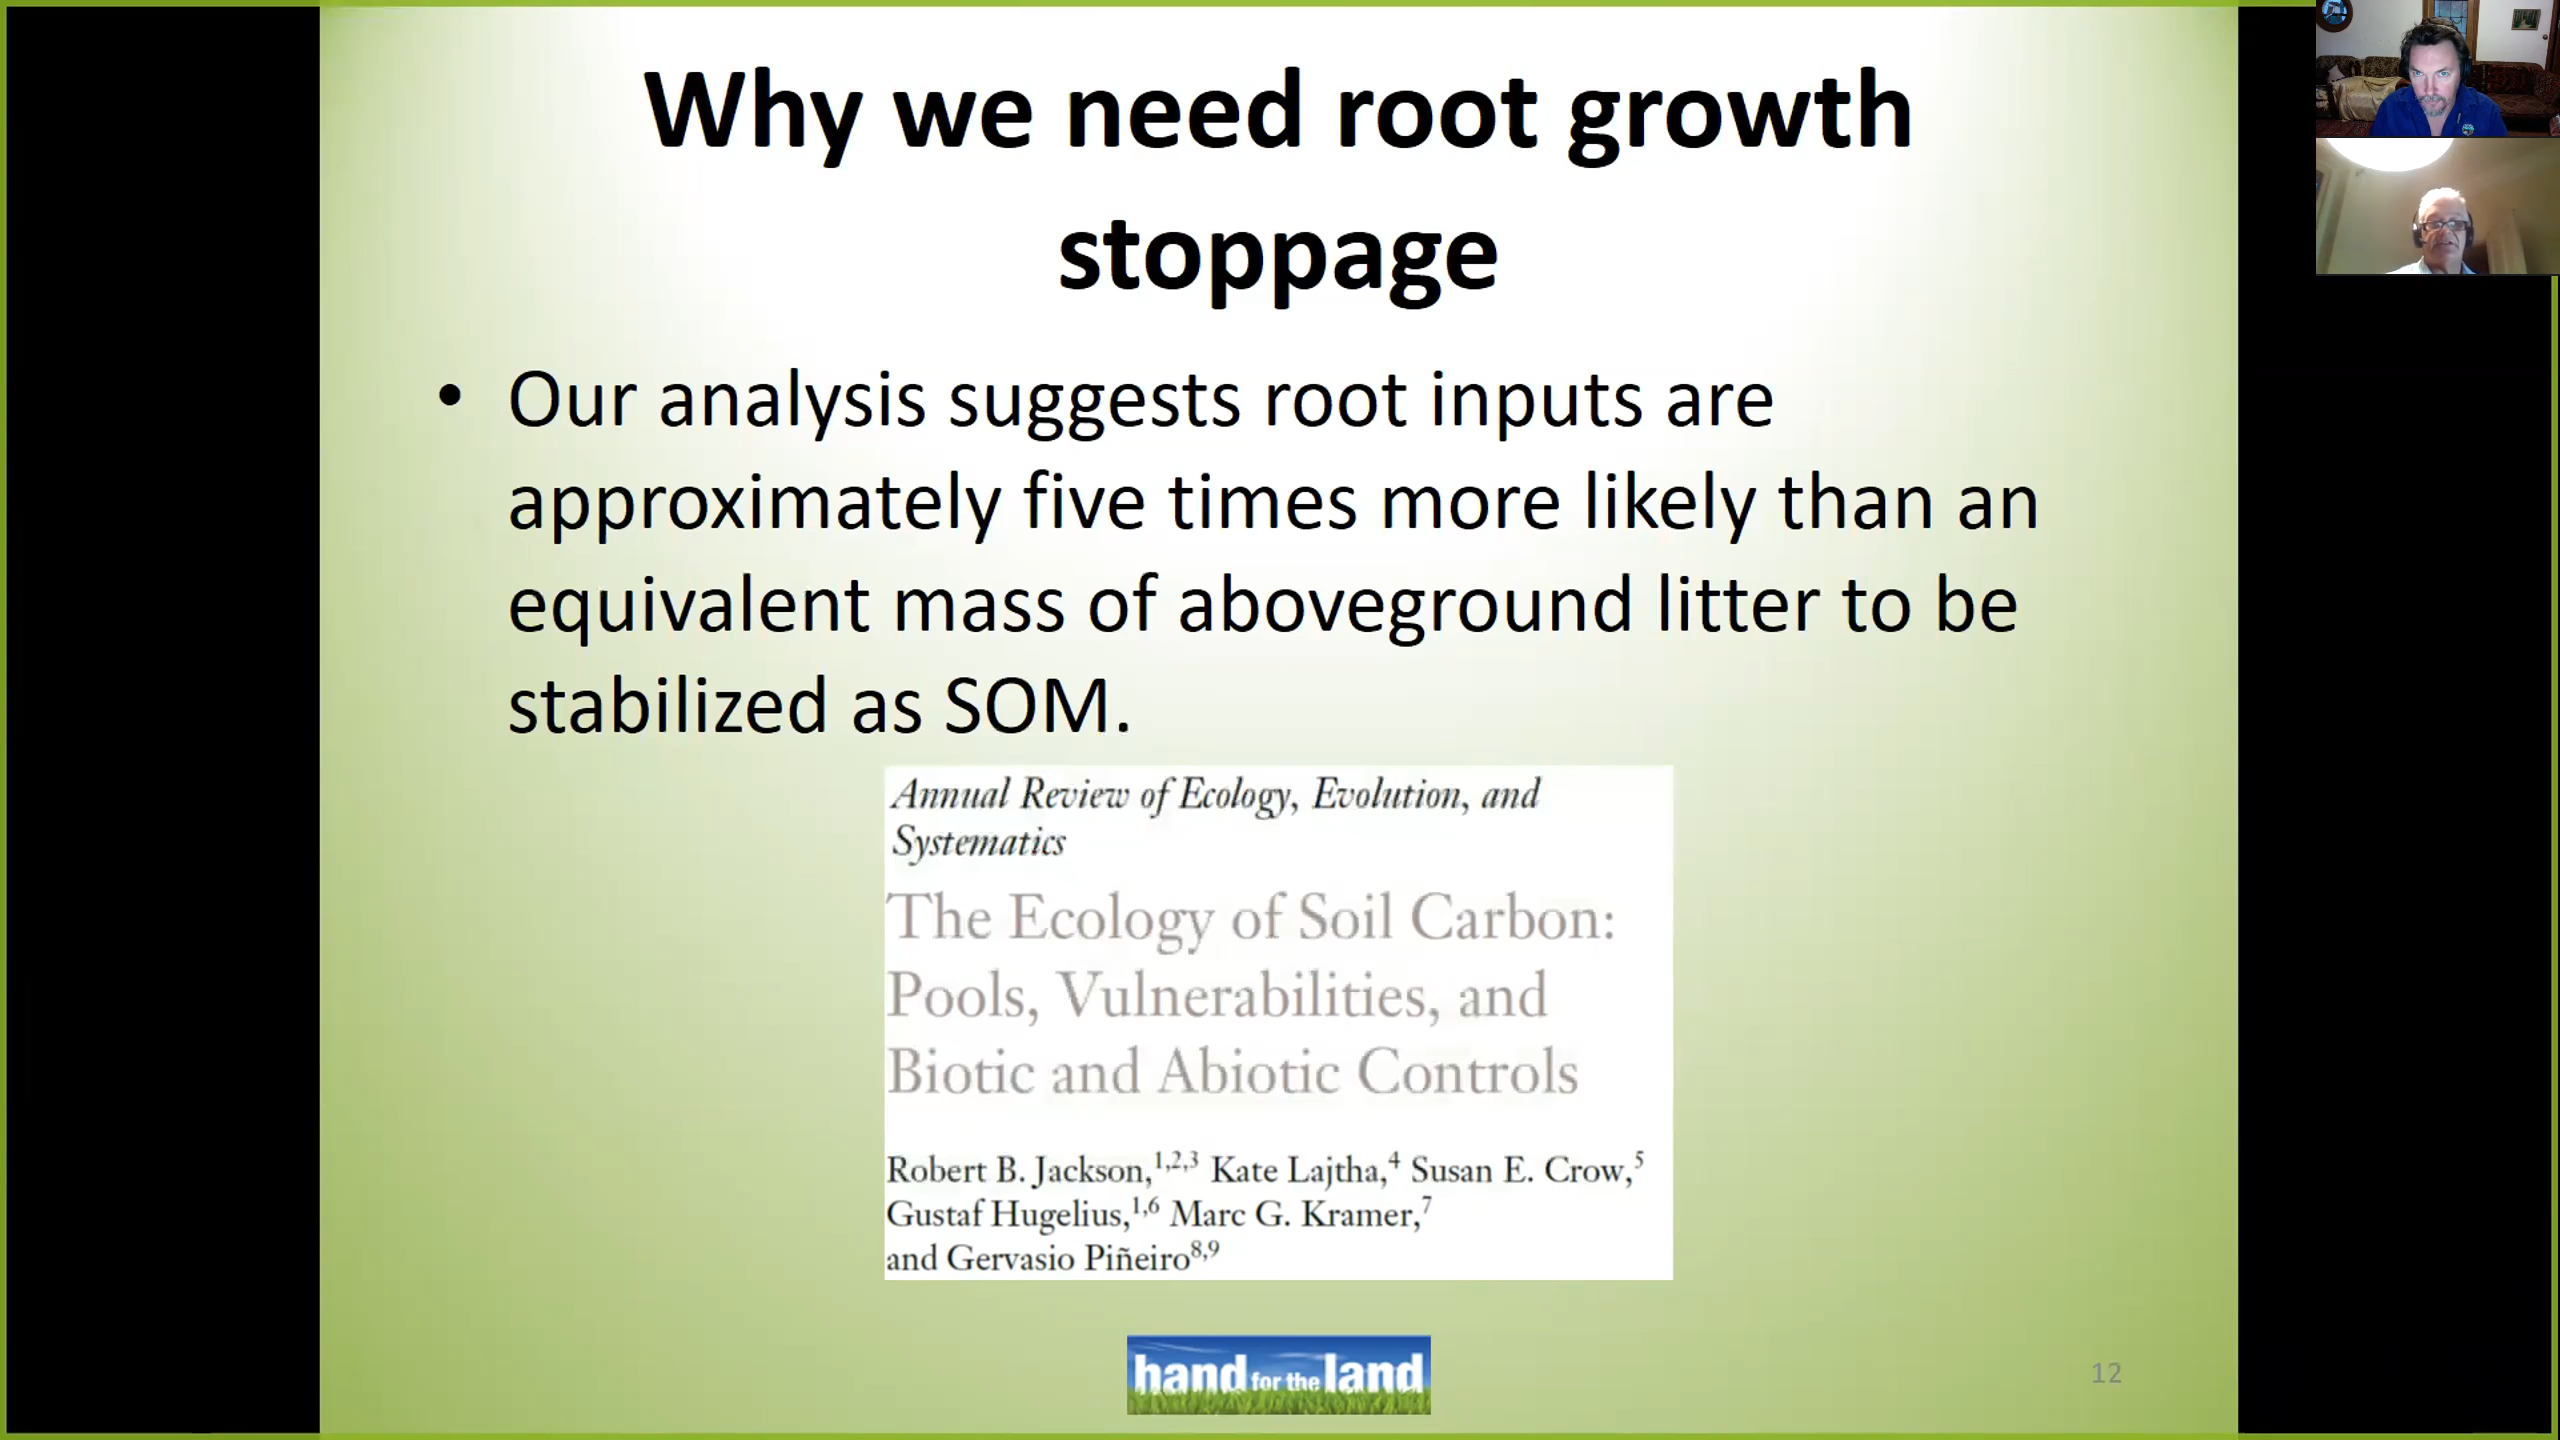 Why we need root growth
stoppage
• Our analysis suggests root inputs are
approximately five times more likely than an
equivalent mass of aboveground litter to be
stabilized as SOM.
Annual Review of Ecology, Evolution, and
Systematics
The Ecology of Soil Carbon:
Pools, Vulnerabilities, and
Biotic and Abiotic Controls
Robert B. Jackson,1,2,3 Kate Lajtha,4 Susan E. Crow,5
Gustaf Hugelius,1,6 Marc G. Kramer,7
and Gervasio Piñeiro8,9
hand for the land
12